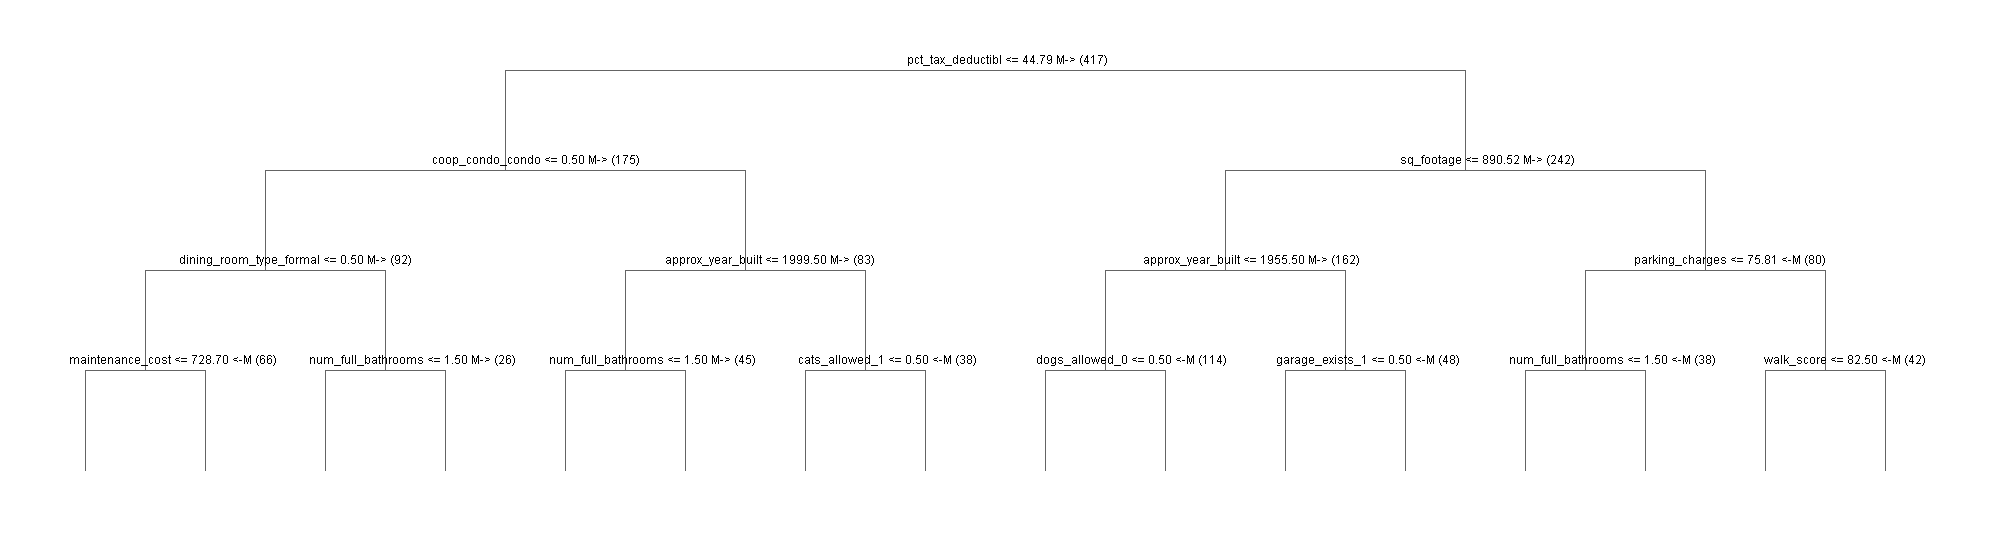 pct_tax_deductibl <= 44.79 M-> (417)
coop_condo_condo <= 0.50 M-> (175)
sq_footage <= 890.52 M-> (242)
dining_room_type_formal <= 0.50 M-> (92)
approx_year_built <= 1999.50 M-> (83)
approx_year_built <= 1955.50 M-> (162)
parking_charges <= 75.81 <-M (80)
maintenance_cost <= 728.70 <-M (66)
num_full_bathrooms <= 1.50 M-> (26)
num_full_bathrooms <= 1.50 M-> (45)
cats_allowed_1 <= 0.50 <-M (38)
dogs_allowed_0 <= 0.50 <-M (114)
garage_exists_1 <= 0.50 <-M (48)
num_full_bathrooms <= 1.50 <-M (38)
walk_score <= 82.50 <-M (42)